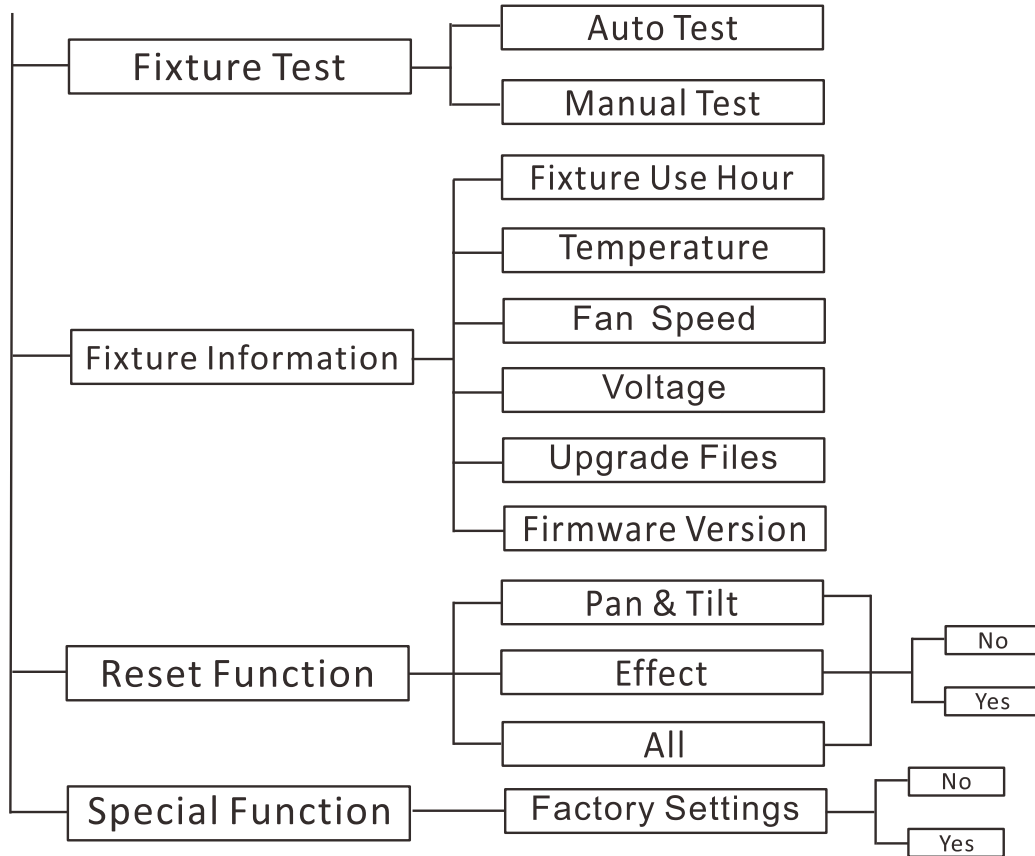 Fixture Test
Auto Test
Manual Test
Fixture Information
Fixture Use Hour
Temperature
Fan Speed
Voltage
Upgrade Files
Firmware Version
Reset Function
Pan & Tilt
Effect
All
No
Yes
Special Function
Factory Settings
No
Yes